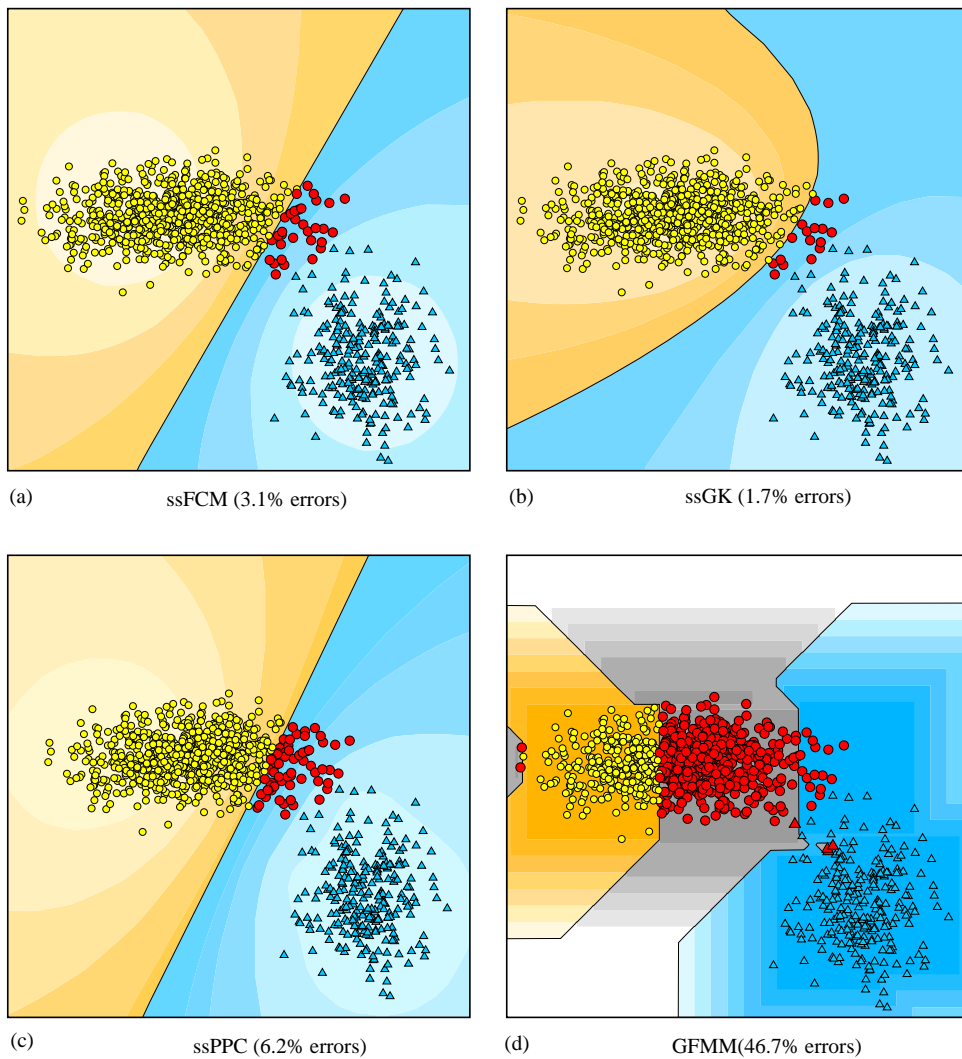 (a) ssFCM (3.1% errors)
(b) ssGK (1.7% errors)
(c) ssPPC (6.2% errors)
(d) GFMM(46.7% errors)